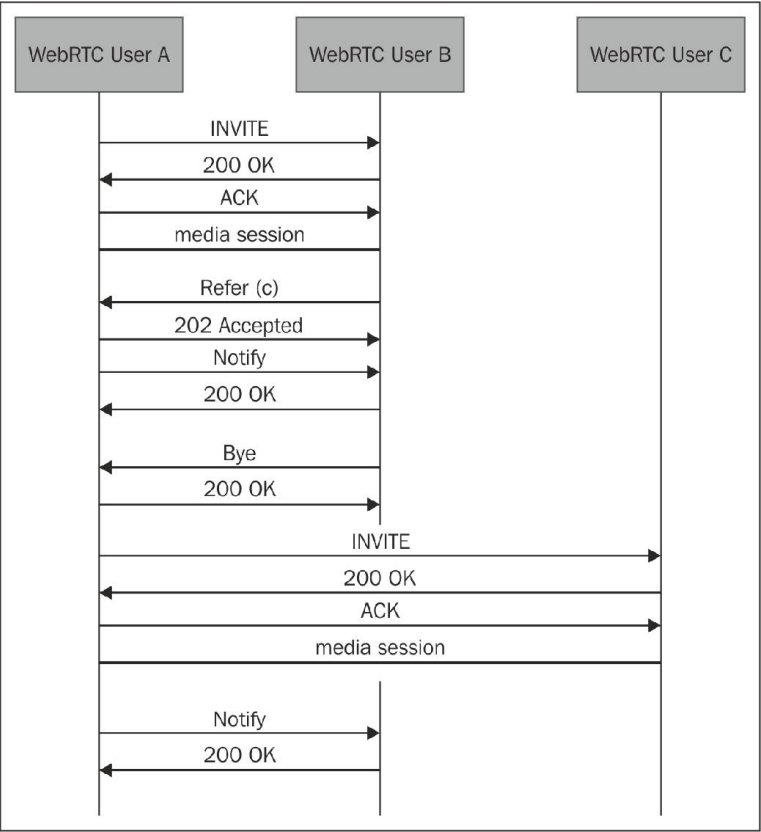 WebRTC User A
WebRTC User B
WebRTC User C
INVITE
200 OK
ACK
media session
Refer (c)
202 Accepted
Notify
200 OK
Bye
200 OK
INVITE
200 OK
ACK
media session
Notify
200 OK